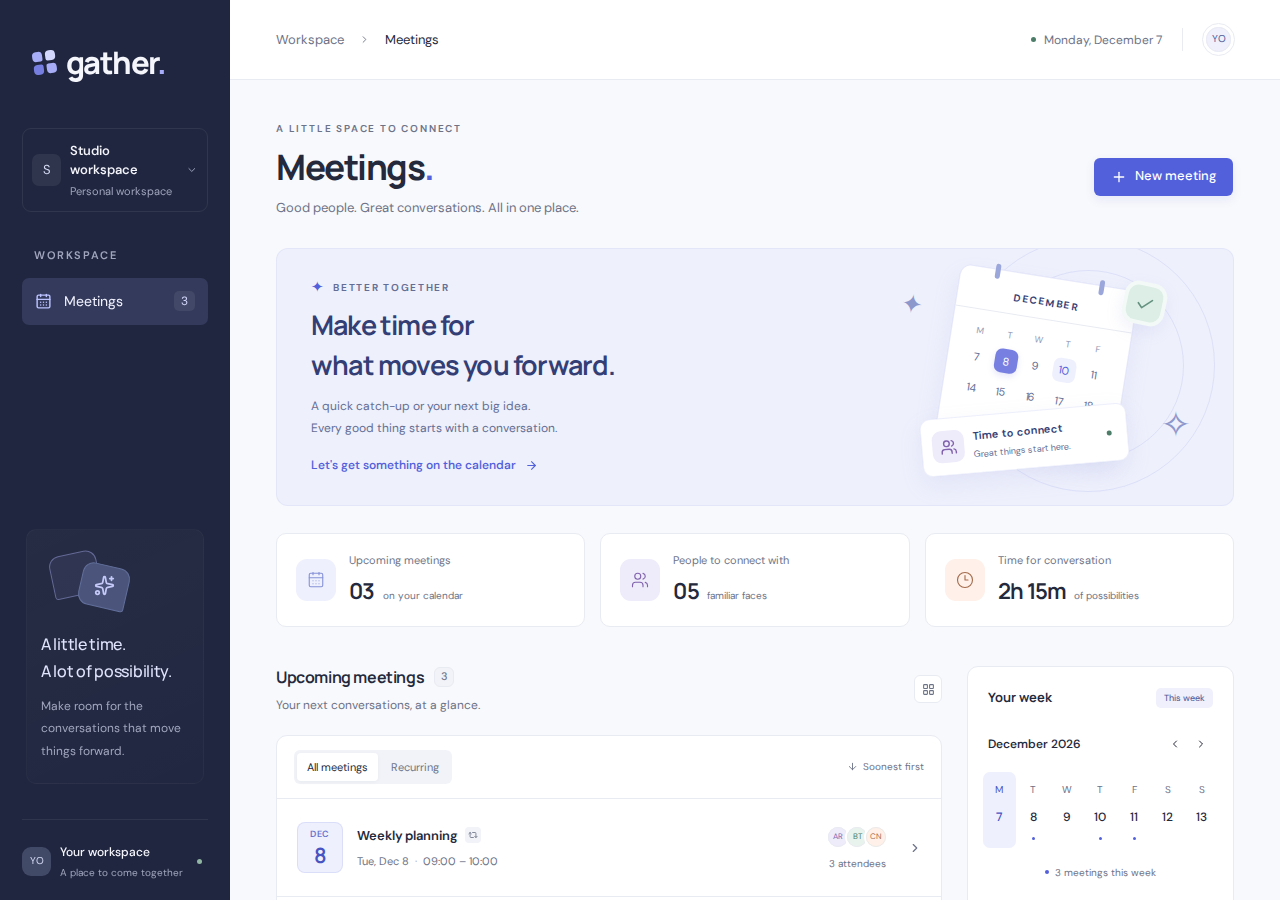 gather.
S
Studio
workspace
Personal workspace
WORKSPACE
Meetings
3
A little time.
A lot of possibility.
Make room for the
conversations that move
things forward.
YO
Your workspace
A place to come together
Workspace
Meetings
Monday, December 7
YO
A LITTLE SPACE TO CONNECT
Meetings.
Good people. Great conversations. All in one place.
New meeting
BETTER TOGETHER
Make time for
what moves you forward.
A quick catch-up or your next big idea.
Every good thing starts with a conversation.
Let's get something on the calendar
DECEMBER
M T W T F
7 8 9 10 11
14 15 16 17 18
Time to connect
Great things start here.
Upcoming meetings
03 on your calendar
People to connect with
05 familiar faces
Time for conversation
2h 15m of possibilities
Upcoming meetings 3
Your next conversations, at a glance.
All meetings
Recurring
Soonest first
DEC
8
Weekly planning
Tue, Dec 8 · 09:00 – 10:00
AR BT CN
3 attendees
Your week
This week
December 2026
M T W T F S S
7 8 9 10 11 12 13
3 meetings this week